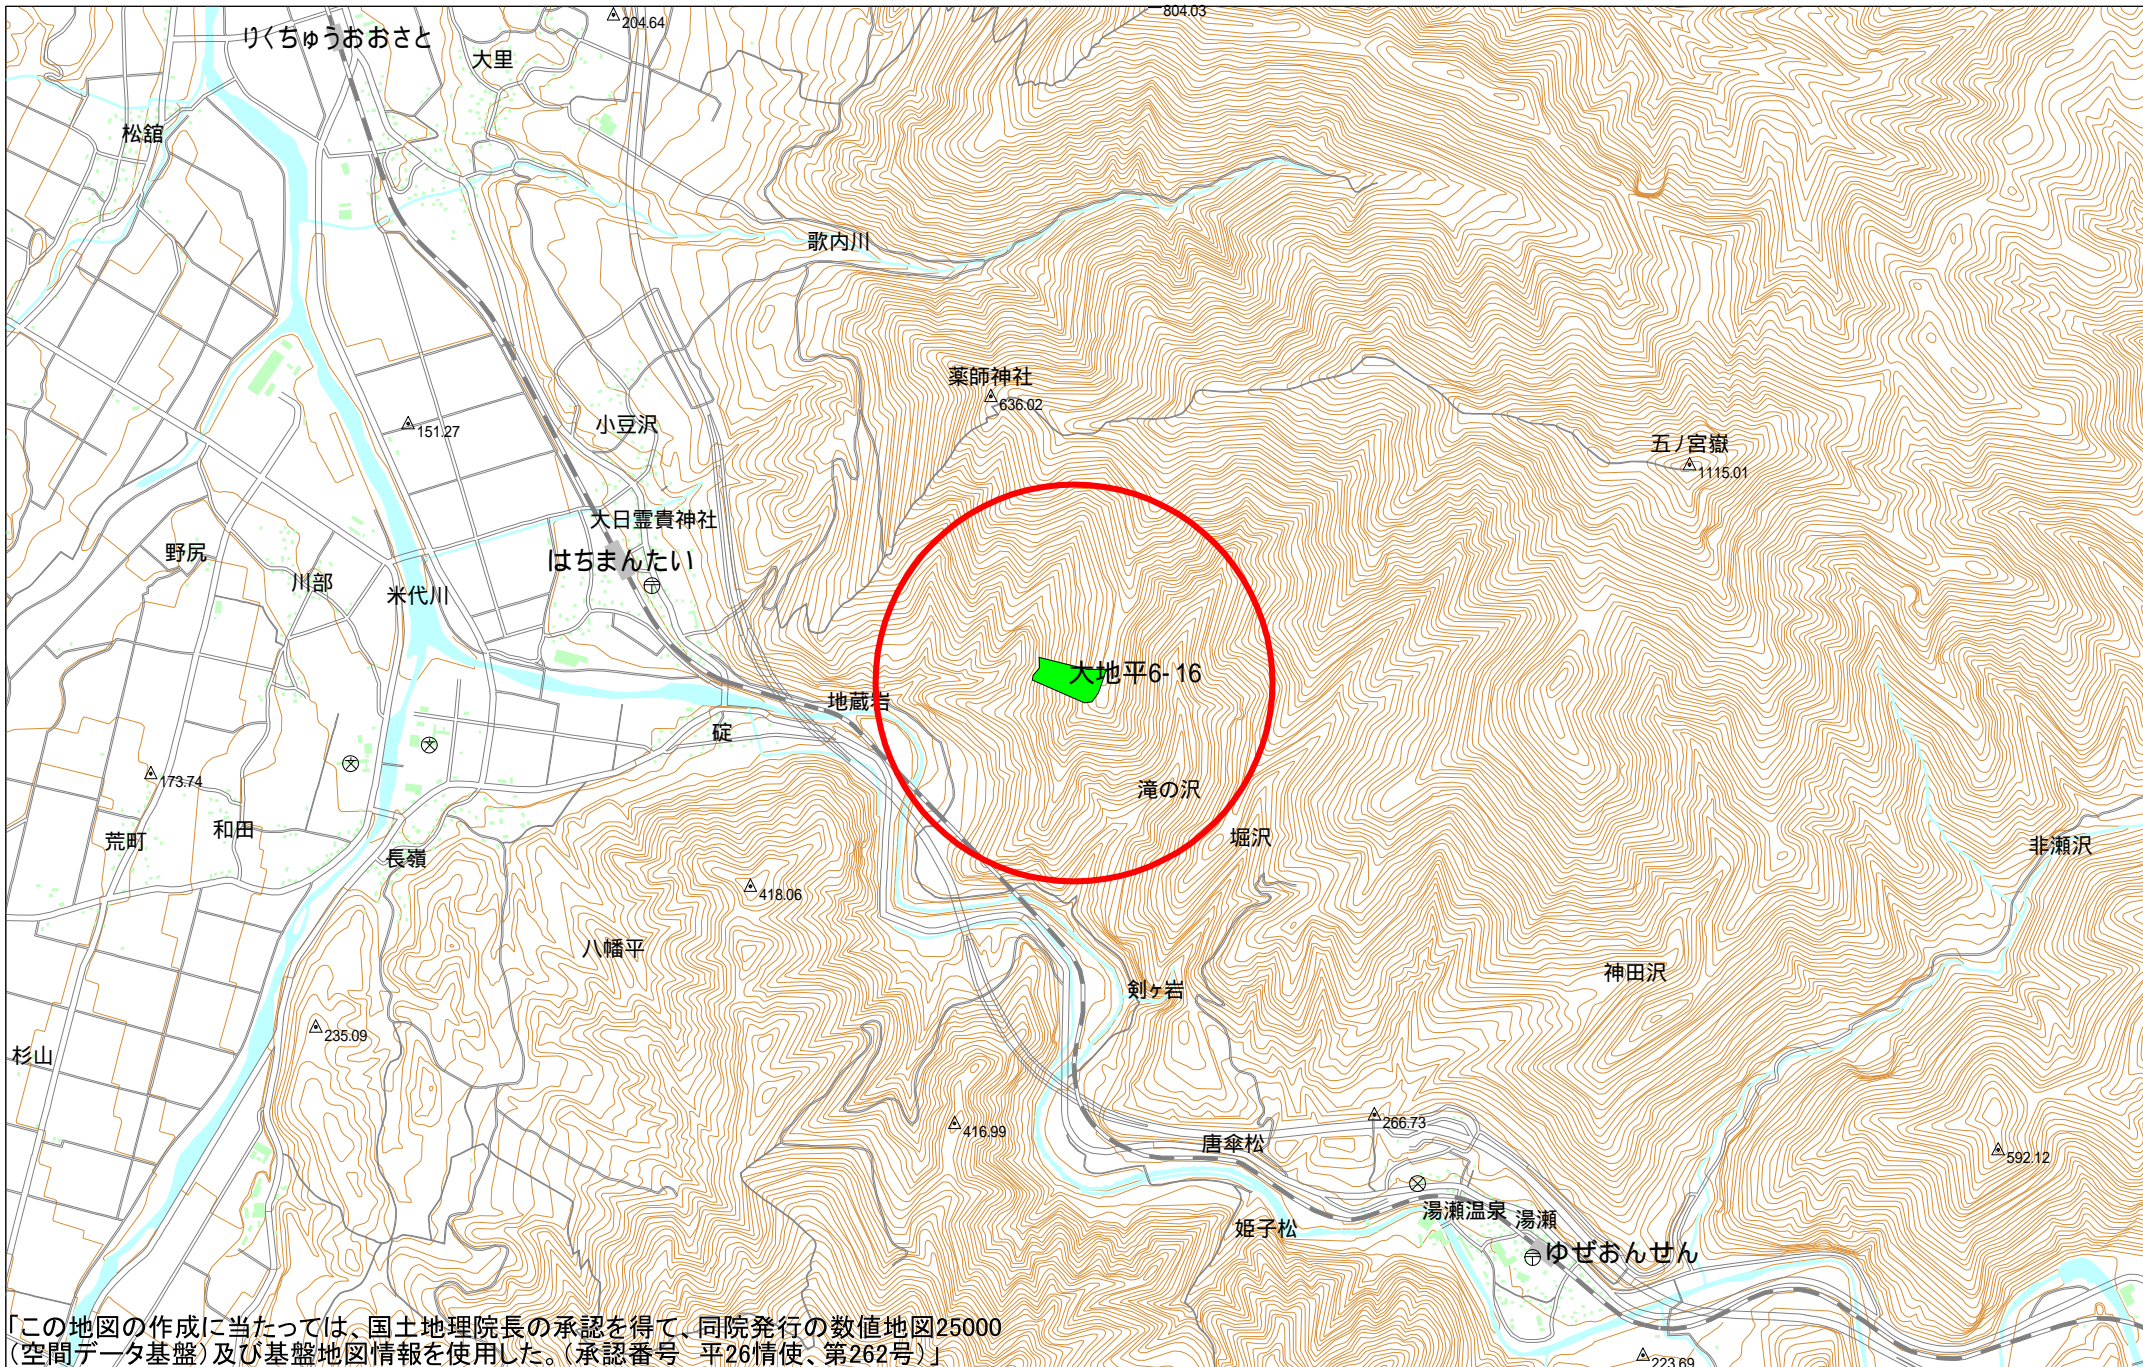 804.03
204.64
りくちゅうおおさと
大里
松舘
歌内川
薬師神社
636.02
151.27
小豆沢
五ノ宮嶽
1115.01
大日霊貴神社
野尻
はちまんたい
川部
米代川
大地平6-16
地蔵岩
碇
173.74
滝の沢
荒町
和田
堀沢
非瀬沢
長嶺
418.06
八幡平
神田沢
剣ヶ岩
235.09
杉山
416.99
266.73
唐傘松
592.12
湯瀬温泉
湯瀬
姫子松
ゆぜおんせん
「この地図の作成に当たっては、国土地理院長の承認を得て、同院発行の数値地図25000
（空間データ基盤）及び基盤地図情報を使用した。（承認番号　平26情使、第262号）」
223.69